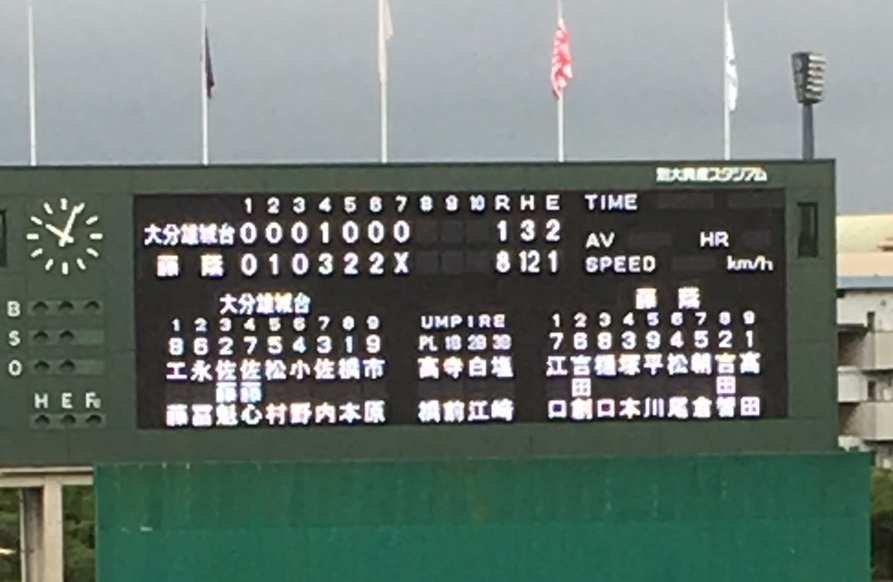 別大興産スタジアム
1 2 3 4 5 6 7 8 9 10 R H E TIME
大分雄城台 0 0 0 1 0 0 0 1 3 2
AV HR
藤蔭 0 1 0 3 2 2 X 8 12 1
SPEED km/h
大分雄城台 藤蔭
1 2 3 4 5 6 7 8 9 UMPIRE 1 2 3 4 5 6 7 8 9
8 6 2 7 5 4 3 1 9 PL 1B 2B 3B 7 6 8 3 9 4 5 2 1
工 永 佐 佐 松 小 佐 橋 市 高 寺 白 塩 江 吉 樋 塚 平 松 朝 吉 高
藤 藤 田 田
藤 冨 魁 心 村 野 内 本 原 橋 前 江 崎 口 創 口 本 川 尾 倉 智 田
B
S
O
H E Fc